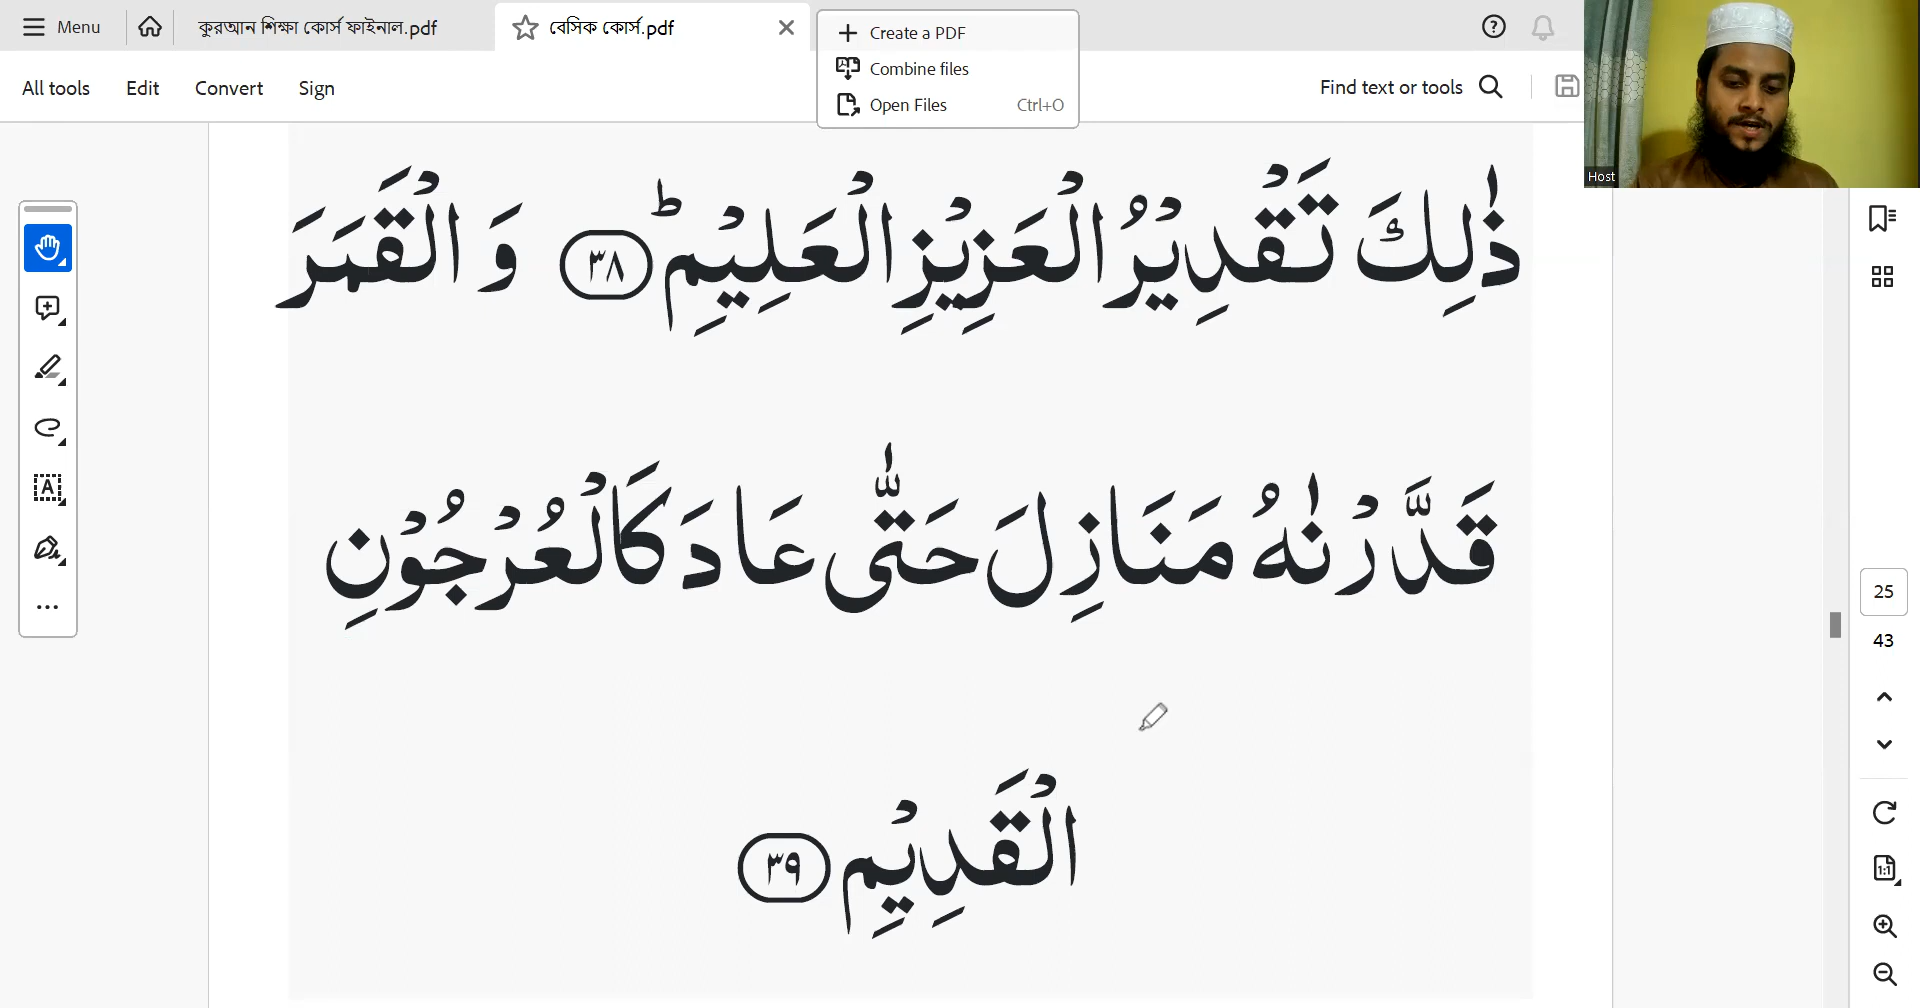 Menu
কুরআন শিক্ষা কোর্স ফাইনাল.pdf
বেসিক কোর্স.pdf
Create a PDF
Combine files
Open Files Ctrl+O
All tools Edit Convert Sign
Find text or tools
Host
ذٰلِكَ تَقْدِيْرُ الْعَزِيْزِ الْعَلِيْمِؕ ٣٨ وَ الْقَمَرَ
قَدَّرْنٰهُ مَنَازِلَ حَتّٰى عَادَ كَالْعُرْجُوْنِ
الْقَدِيْمِ ٣٩
25
43